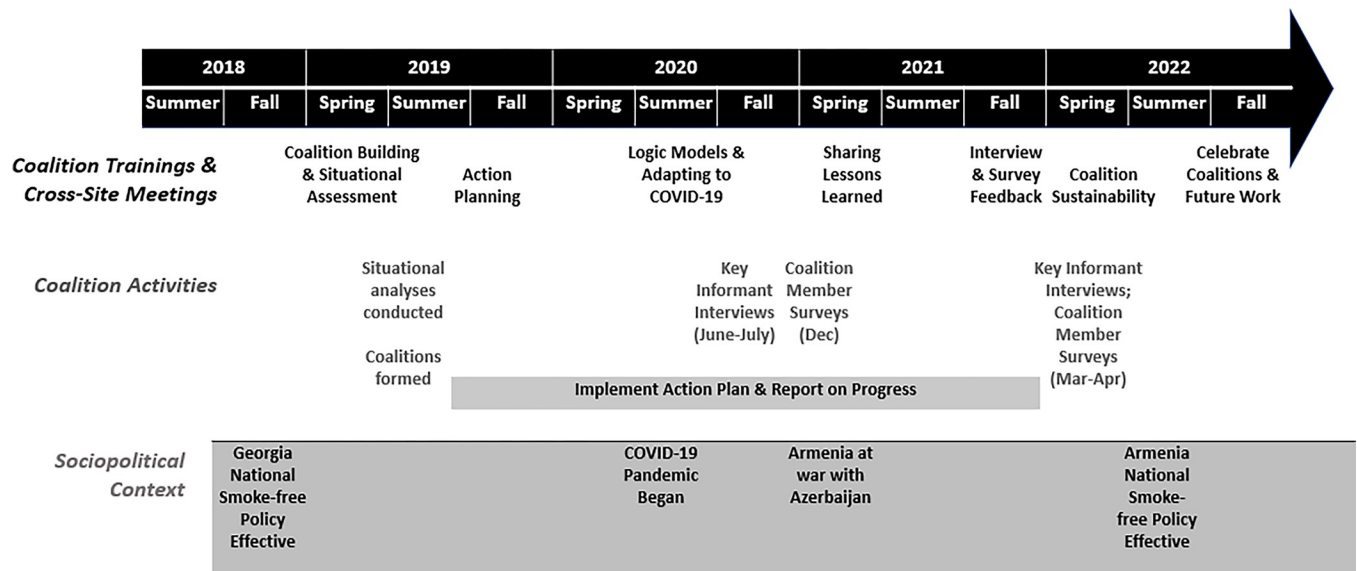 2018 2019 2020 2021 2022
Summer Fall Spring Summer Fall Spring Summer Fall Spring Summer Fall Spring Summer Fall
Coalition Trainings &
Cross-Site Meetings
Coalition Building
& Situational
Assessment
Action
Planning
Logic Models &
Adapting to
COVID-19
Sharing
Lessons
Learned
Interview
& Survey
Feedback
Coalition
Sustainability
Celebrate
Coalitions &
Future Work
Coalition Activities
Situational
analyses
conducted
Coalitions
formed
Key
Informant
Interviews
(June-July)
Coalition
Member
Surveys
(Dec)
Key Informant
Interviews;
Coalition
Member
Surveys
(Mar-Apr)
Implement Action Plan & Report on Progress
Sociopolitical
Context
Georgia
National
Smoke-free
Policy
Effective
COVID-19
Pandemic
Began
Armenia at
war with
Azerbaijan
Armenia
National
Smoke-
free Policy
Effective